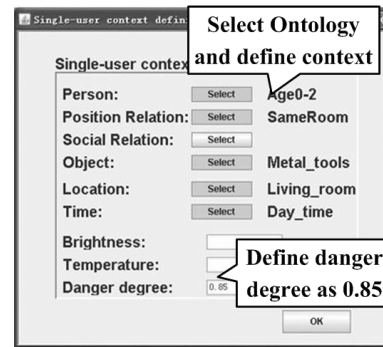 Single-user context defin
Select Ontology
and define context
Single-user contex
Person: Select Age0-2
Position Relation: Select SameRoom
Social Relation: Select
Object: Select Metal_tools
Location: Select Living_room
Time: Select Day_time
Brightness:
Temperature:
Danger degree: 0.85
Define danger
degree as 0.85
OK